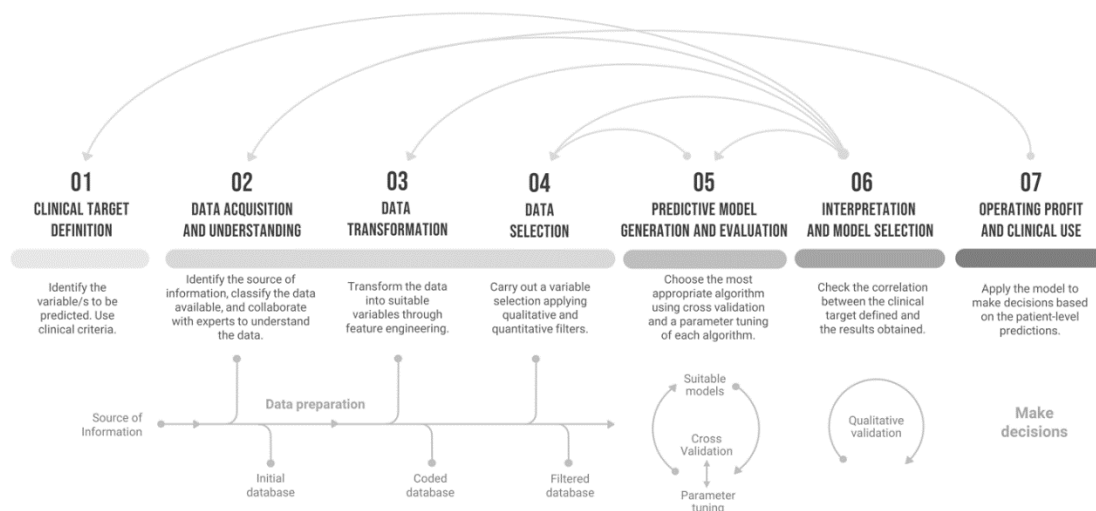 01
CLINICAL TARGET
DEFINITION
Identify the
variable/s to be
predicted. Use
clinical criteria.
02
DATA ACQUISITION
AND UNDERSTANDING
Identify the source of
information, classify the data
available, and collaborate
with experts to understand
the data.
03
DATA
TRANSFORMATION
Transform the data
into suitable
variables through
feature engineering.
04
DATA
SELECTION
Carry out a variable
selection applying
qualitative and
quantitative filters.
05
PREDICTIVE MODEL
GENERATION AND EVALUATION
Choose the most
appropriate algorithm
using cross validation
and a parameter tuning
of each algorithm.
06
INTERPRETATION
AND MODEL SELECTION
Check the correlation
between the clinical
target defined and
the results obtained.
07
OPERATING PROFIT
AND CLINICAL USE
Apply the model to
make decisions based
on the patient-level
predictions.
Source of
Information
Data preparation
Initial
database
Coded
database
Filtered
database
Suitable
models
Cross
Validation
Parameter
tuning
Qualitative
validation
Make
decisions